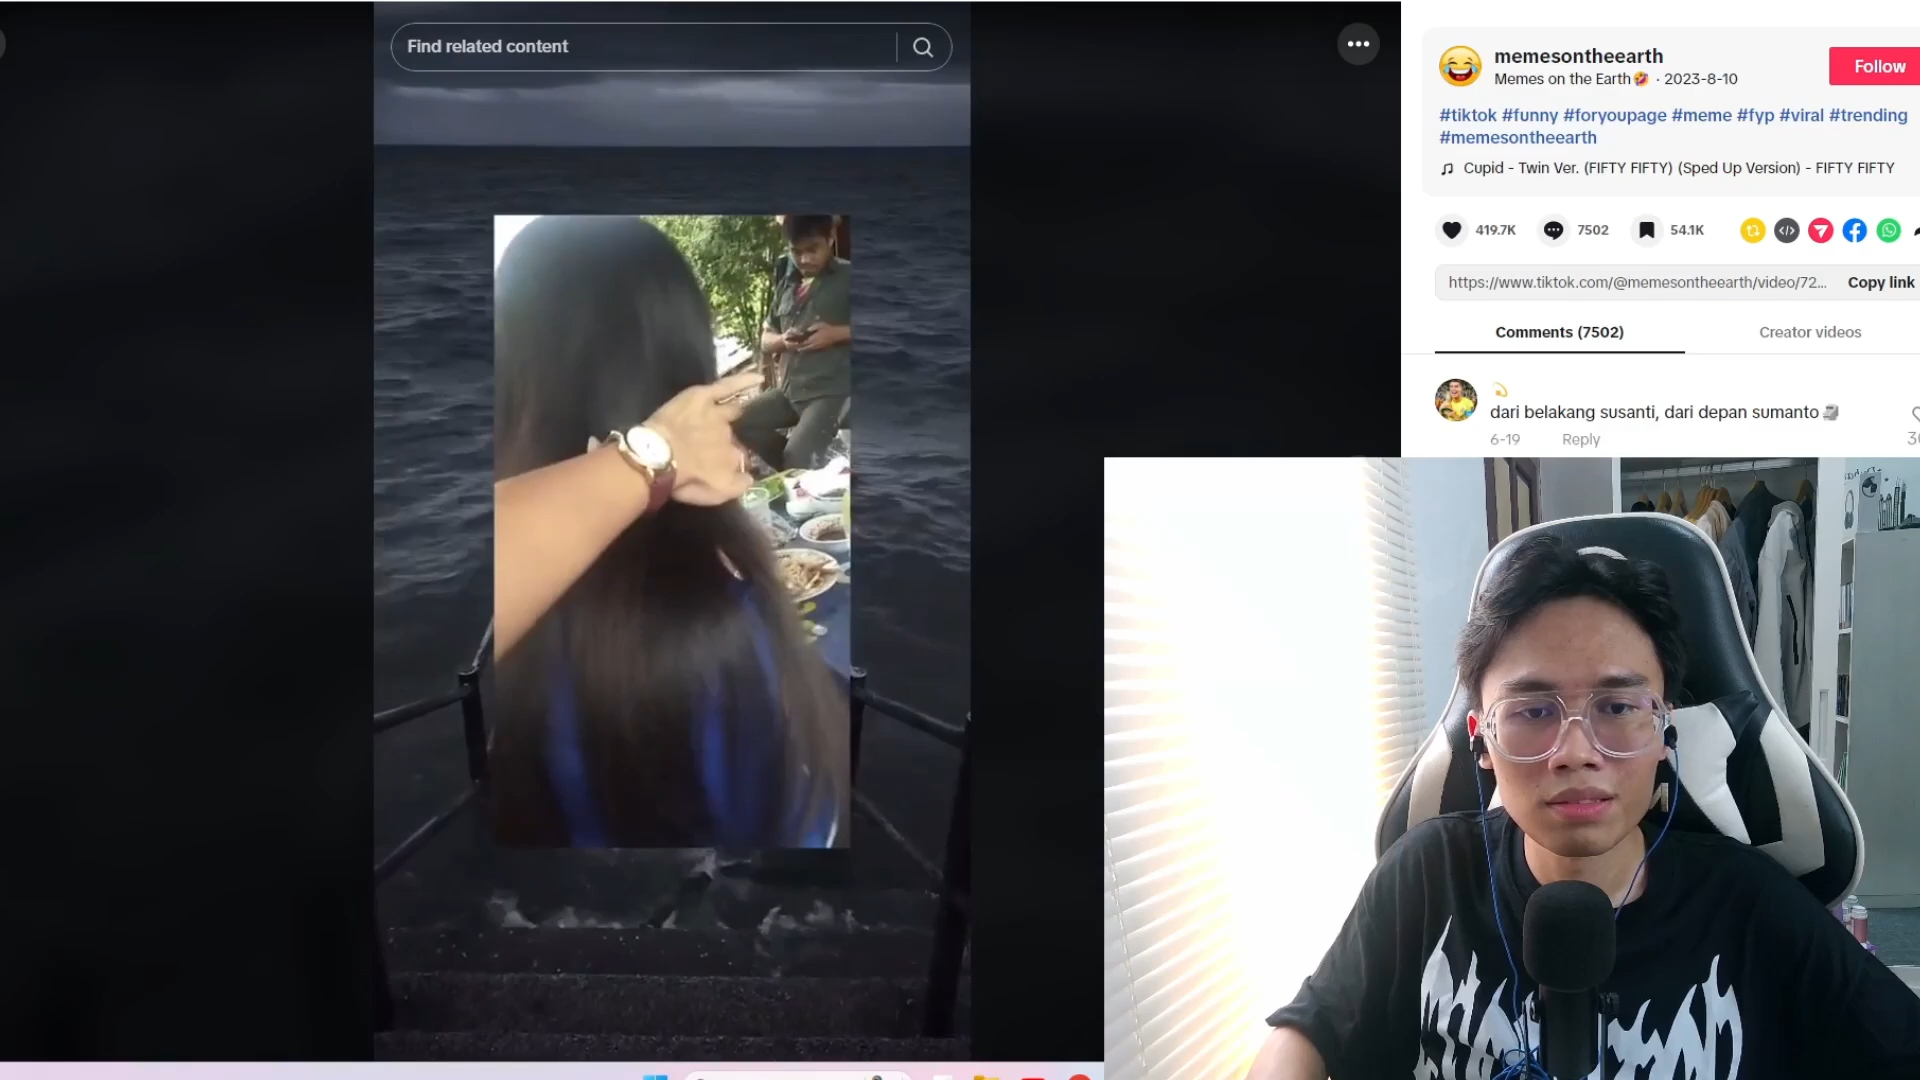 Find related content
memesontheearth
Memes on the Earth🤣 · 2023-8-10
Follow
#tiktok #funny #foryoupage #meme #fyp #viral #trending
#memesontheearth
Cupid - Twin Ver. (FIFTY FIFTY) (Sped Up Version) - FIFTY FIFTY
419.7K
7502
54.1K
https://www.tiktok.com/@memesontheearth/video/72...
Copy link
Comments (7502)
Creator videos
dari belakang susanti, dari depan sumanto🗿
6-19
Reply